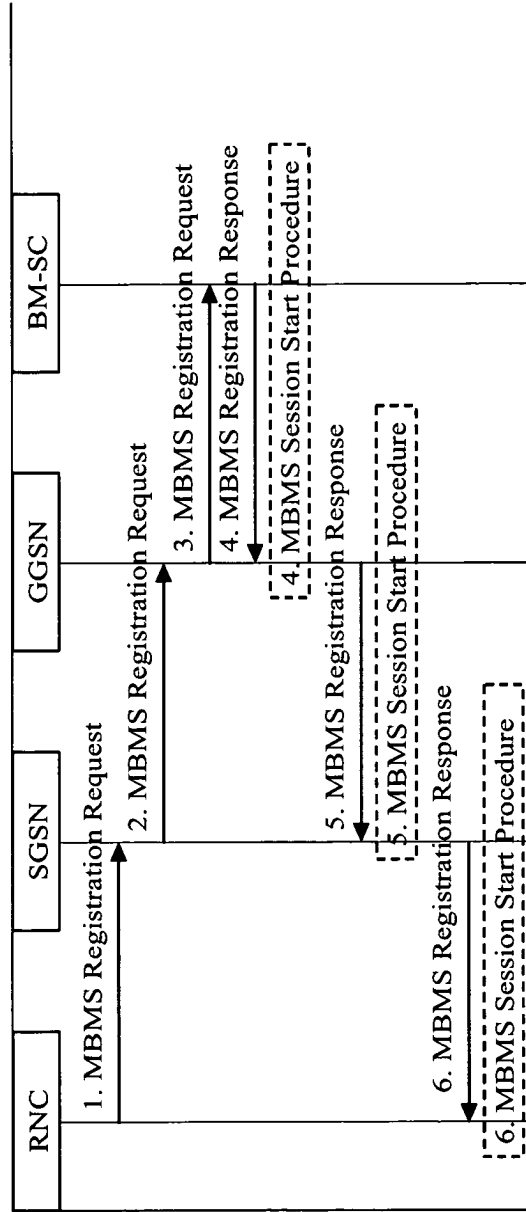 RNC
SGSN
GGSN
BM-SC
1. MBMS Registration Request
2. MBMS Registration Request
3. MBMS Registration Request
4. MBMS Registration Response
4. MBMS Session Start Procedure
5. MBMS Registration Response
5. MBMS Session Start Procedure
6. MBMS Registration Response
6. MBMS Session Start Procedure